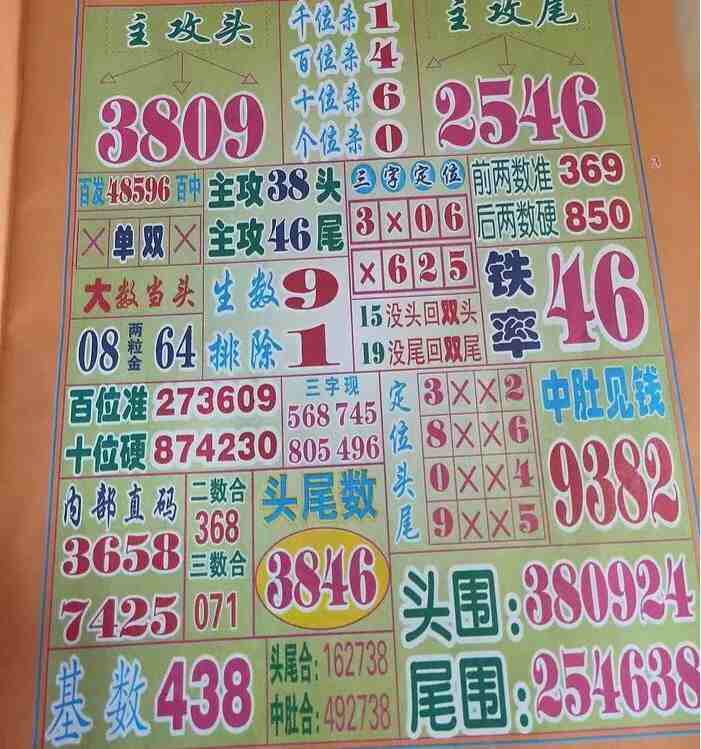 主攻头
3809
千位杀1
百位杀4
十位杀6
个位杀0
主攻尾
2546
百发48596百中
×单双×
主攻38头
主攻46尾
三字定位
3×06
×625
前两数准369
后两数硬850
大数当头
08两粒金64
生数9
排除1
15没头回双头
19没尾回双尾
铁率46
百位准273609
十位硬874230
三字现
568 745
805 496
定位头尾
3××2
8××6
0××4
9××5
中肚见钱
9382
内部直码
3658
7425
二数合
368
三数合
071
头尾数
3846
头围:380924
尾围:254638
基数438
头尾合:162738
中肚合:492738